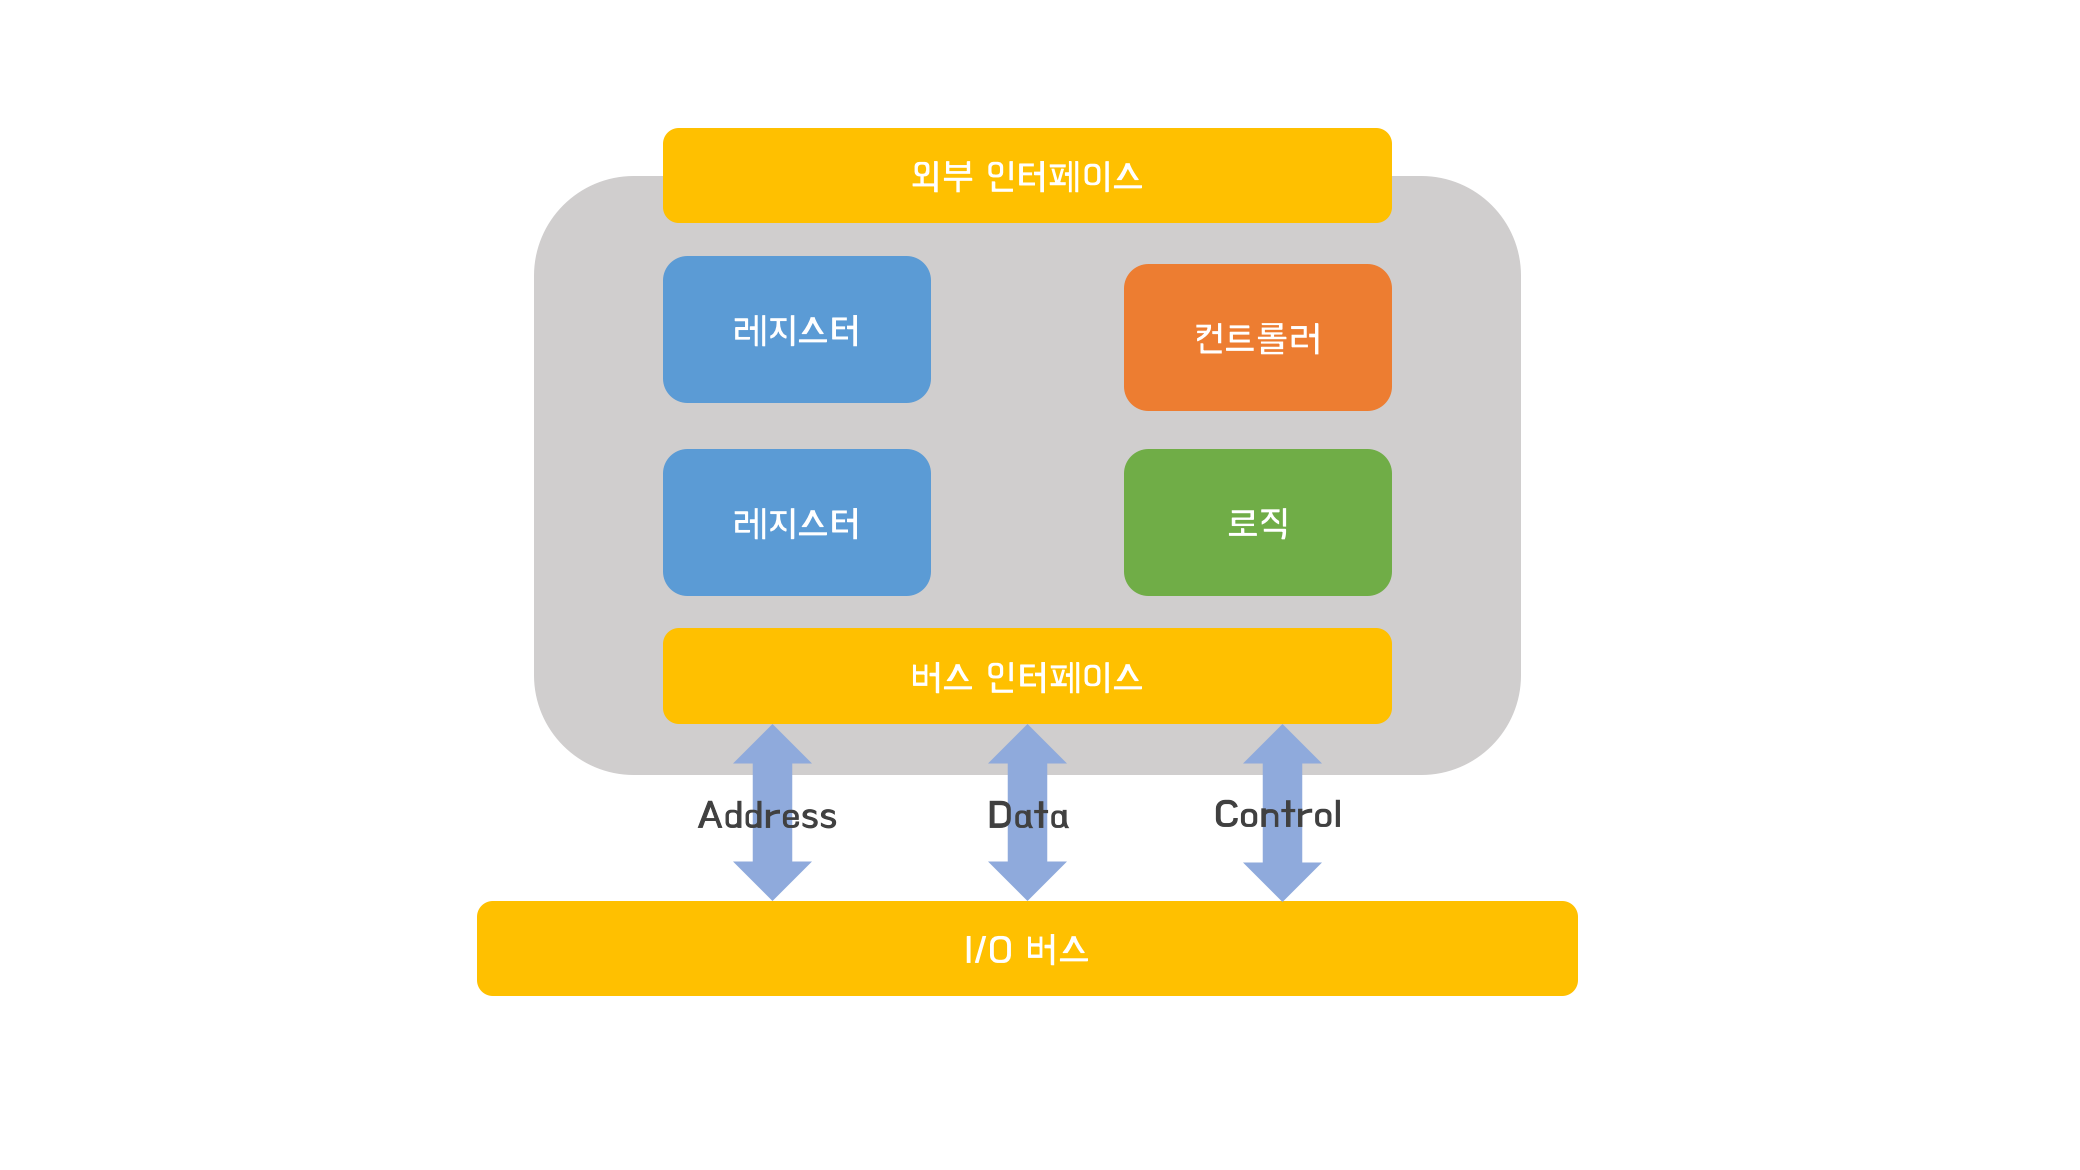 외부 인터페이스
레지스터
컨트롤러
레지스터
로직
버스 인터페이스
Address
Data
Control
I/O 버스